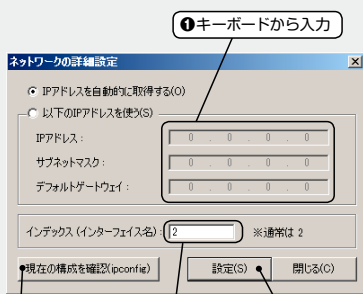 ❶キーボードから入力
ネットワークの詳細設定
IPアドレスを自動的に取得する(O)
以下のIPアドレスを使う(S)
IPアドレス: 0 . 0 . 0 . 0
サブネットマスク: 0 . 0 . 0 . 0
デフォルトゲートウェイ: 0 . 0 . 0 . 0
インデックス(インターフェイス名): 2 ※通常は 2
現在の構成を確認(ipconfig) 設定(S) 閉じる(C)